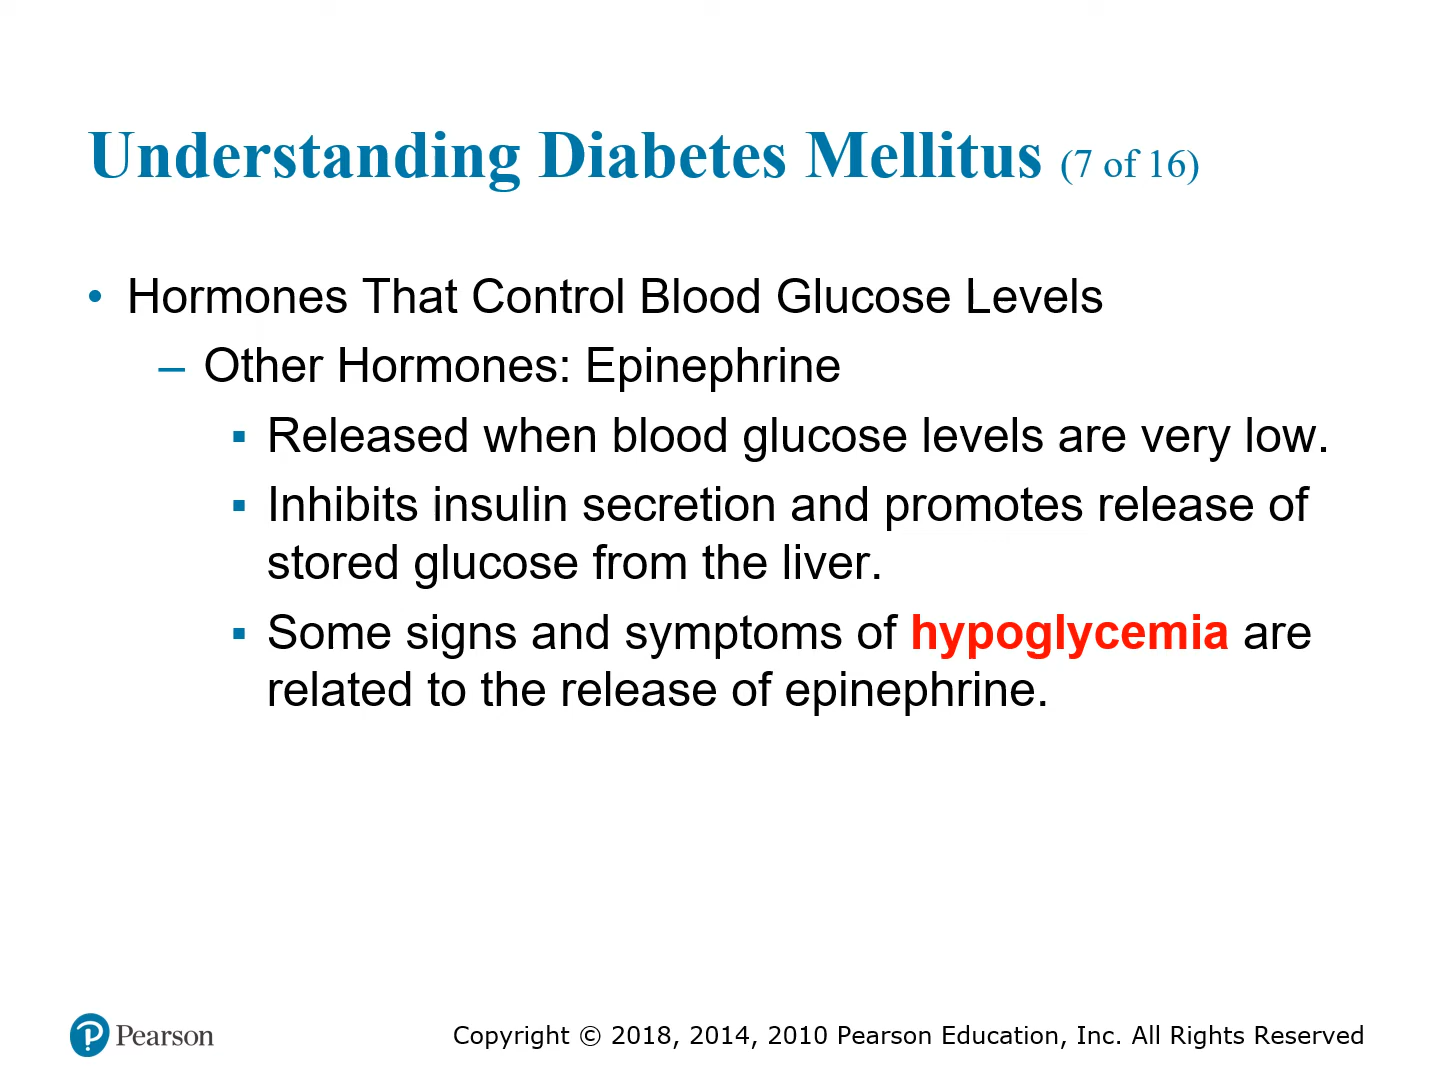 Understanding Diabetes Mellitus (7 of 16)
• Hormones That Control Blood Glucose Levels
– Other Hormones: Epinephrine
▪ Released when blood glucose levels are very low.
▪ Inhibits insulin secretion and promotes release of
stored glucose from the liver.
▪ Some signs and symptoms of hypoglycemia are
related to the release of epinephrine.
Pearson
Copyright © 2018, 2014, 2010 Pearson Education, Inc. All Rights Reserved